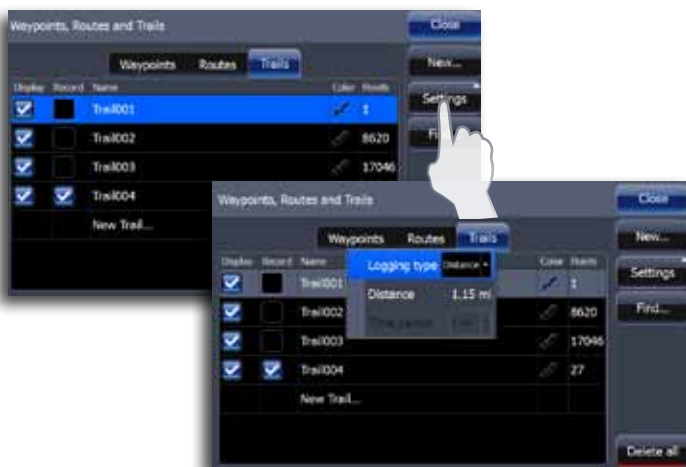 Waypoints, Routes and Trails
Close
Waypoints Routes Trails
New...
Display Record Name Color Points
Settings
Trail001 1
Trail002 8620
Trail003 17046
Trail004
New Trail...
Waypoints, Routes and Trails
Close
Waypoints Routes Trails
New...
Display Record Name Color Points
Logging type Distance
Settings
Trail001 1
Distance 1.15 mi
Trail002 8620
Find...
Trail003 17046
Trail004 27
New Trail...
Delete all